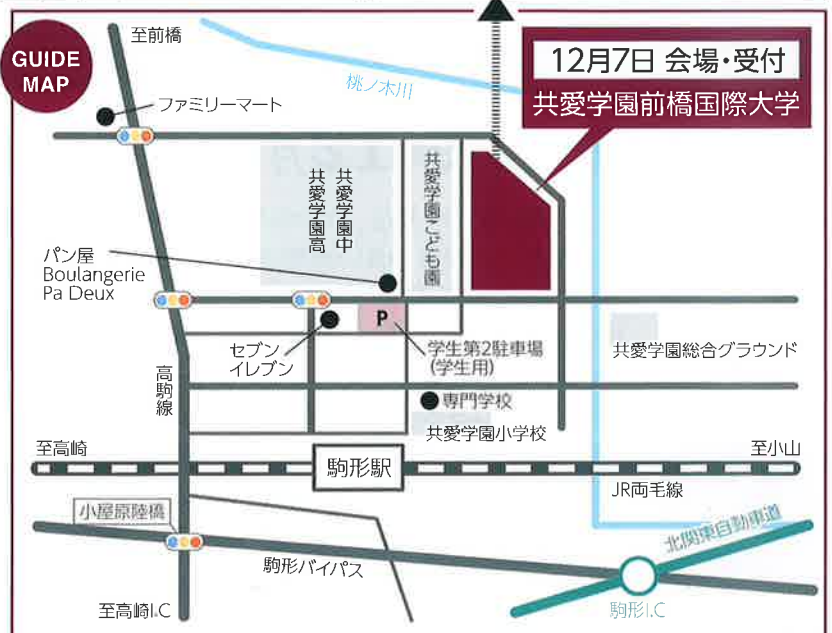 GUIDE
MAP
至前橋
ファミリーマート
桃ノ木川
12月7日 会場・受付
共愛学園前橋国際大学
共愛学園中
共愛学園高
共愛学園こども園
パン屋
Boulangerie
Pa Deux
セブン
イレブン
P
学生第2駐車場
(学生用)
共愛学園総合グラウンド
高駒線
専門学校
共愛学園小学校
至高崎
駒形駅
至小山
JR両毛線
小屋原陸橋
北関東自動車道
駒形バイパス
至高崎I.C
駒形I.C